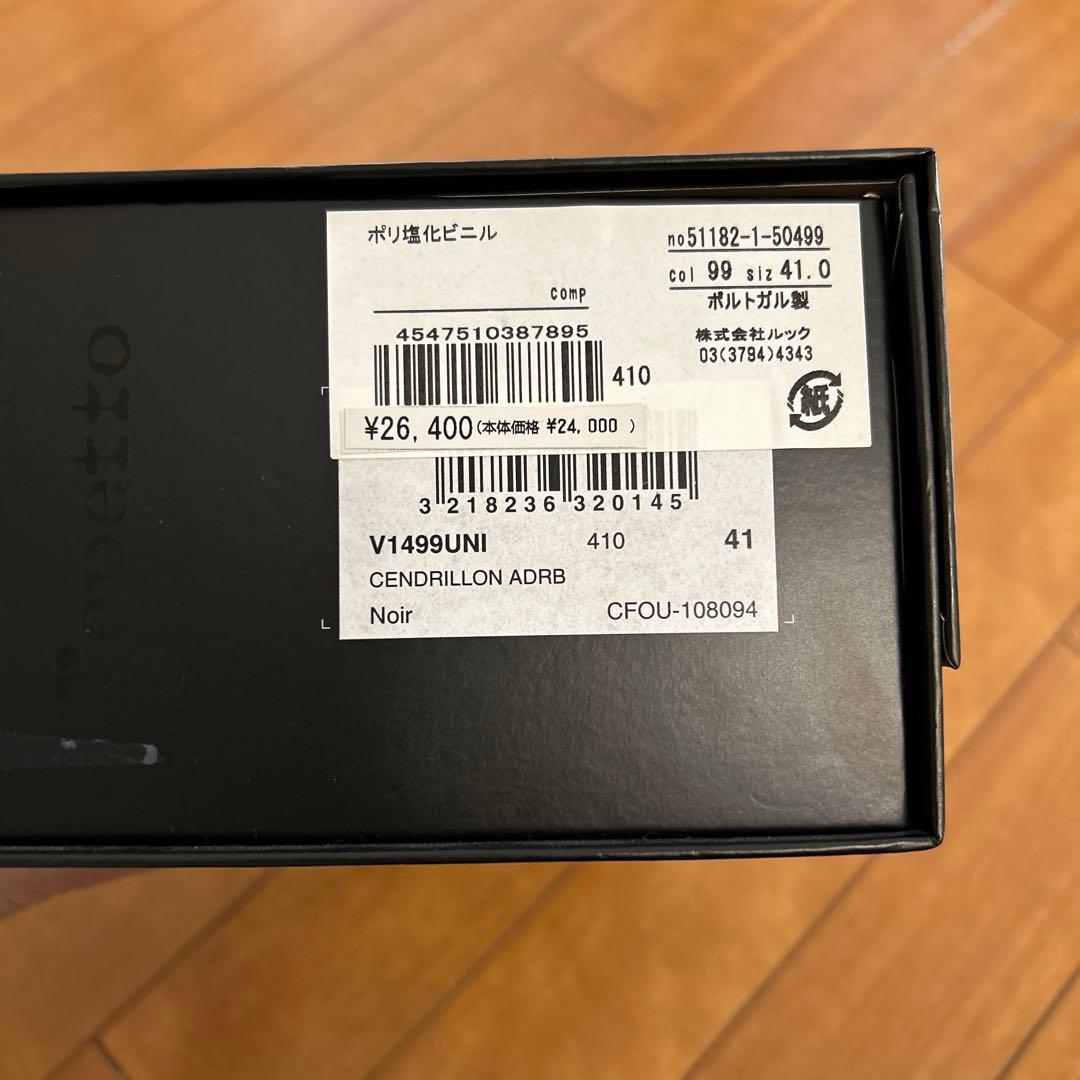 ポリ塩化ビニル
comp
4547510387895
410
¥26,400(本体価格 ¥24,000 )
no51182-1-50499
col 99 siz 41.0
ポルトガル製
株式会社ルック
03(3794)4343
紙
3 218236 320145
V1499UNI 410 41
CENDRILLON ADRB
Noir CFOU-108094
repetto